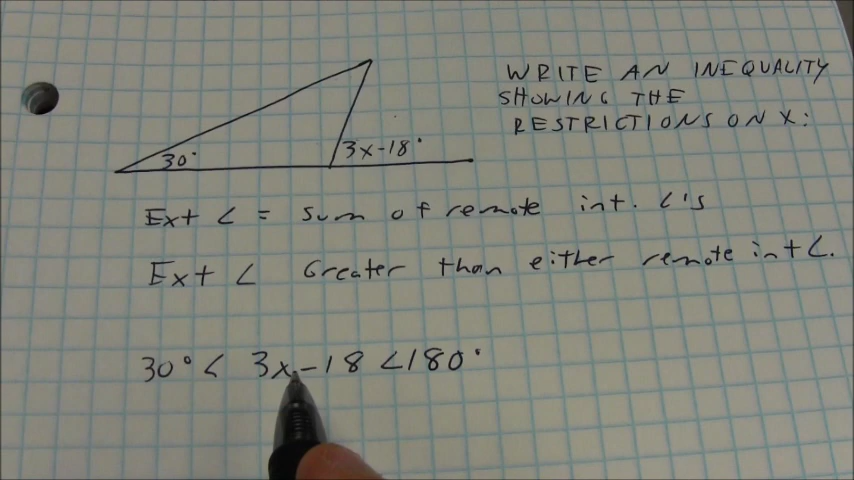 WRITE AN INEQUALITY
SHOWING THE
RESTRICTIONS ON X:
30°
3x-18°
Ext ∠ = sum of remote int. ∠'s
Ext ∠ Greater than either remote int ∠.
30° < 3x-18 < 180°